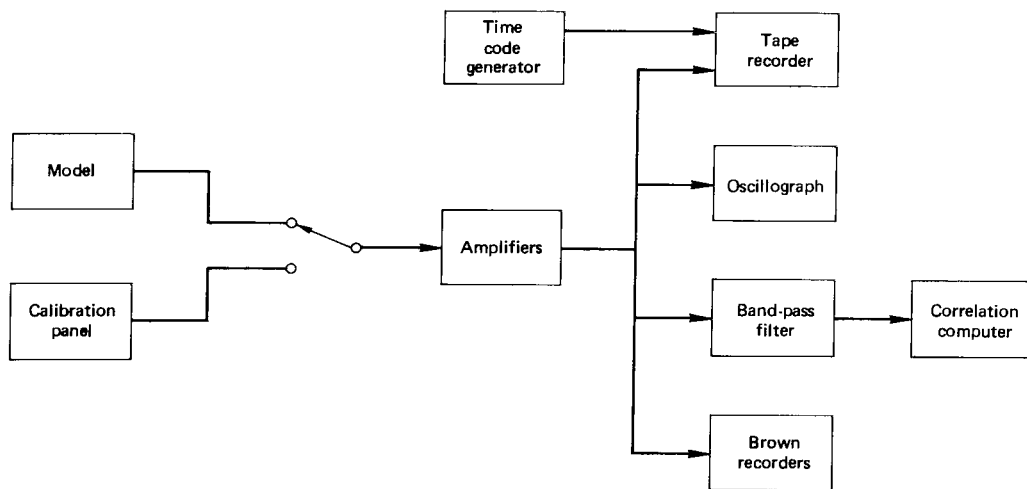 Time
code
generator
Tape
recorder
Model
Oscillograph
Amplifiers
Calibration
panel
Band-pass
filter
Correlation
computer
Brown
recorders